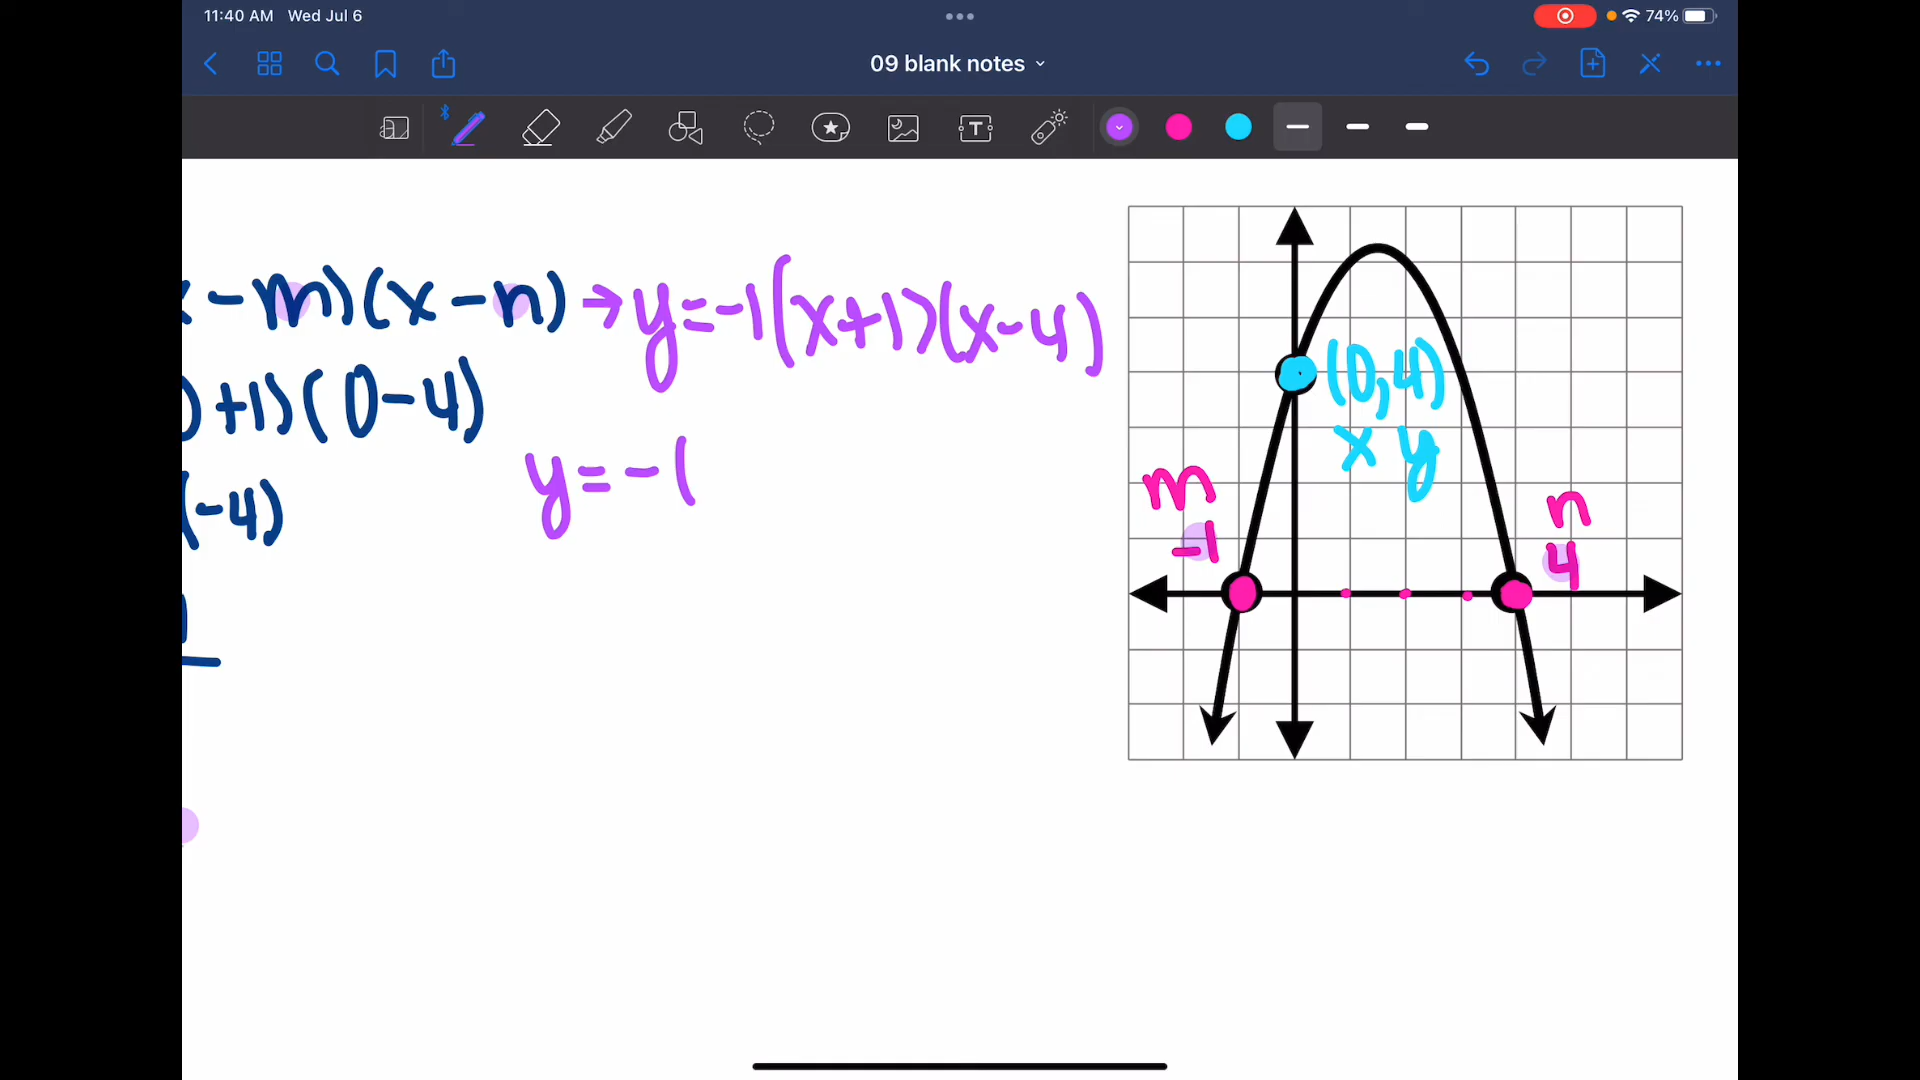 11:40 AM Wed Jul 6
74%
09 blank notes
T
-m)(x-n) → y=-1(x+1)(x-4)
)+1)(0-4)
(-4)
y=-(
(0,4)
x y
m
-1
n
4